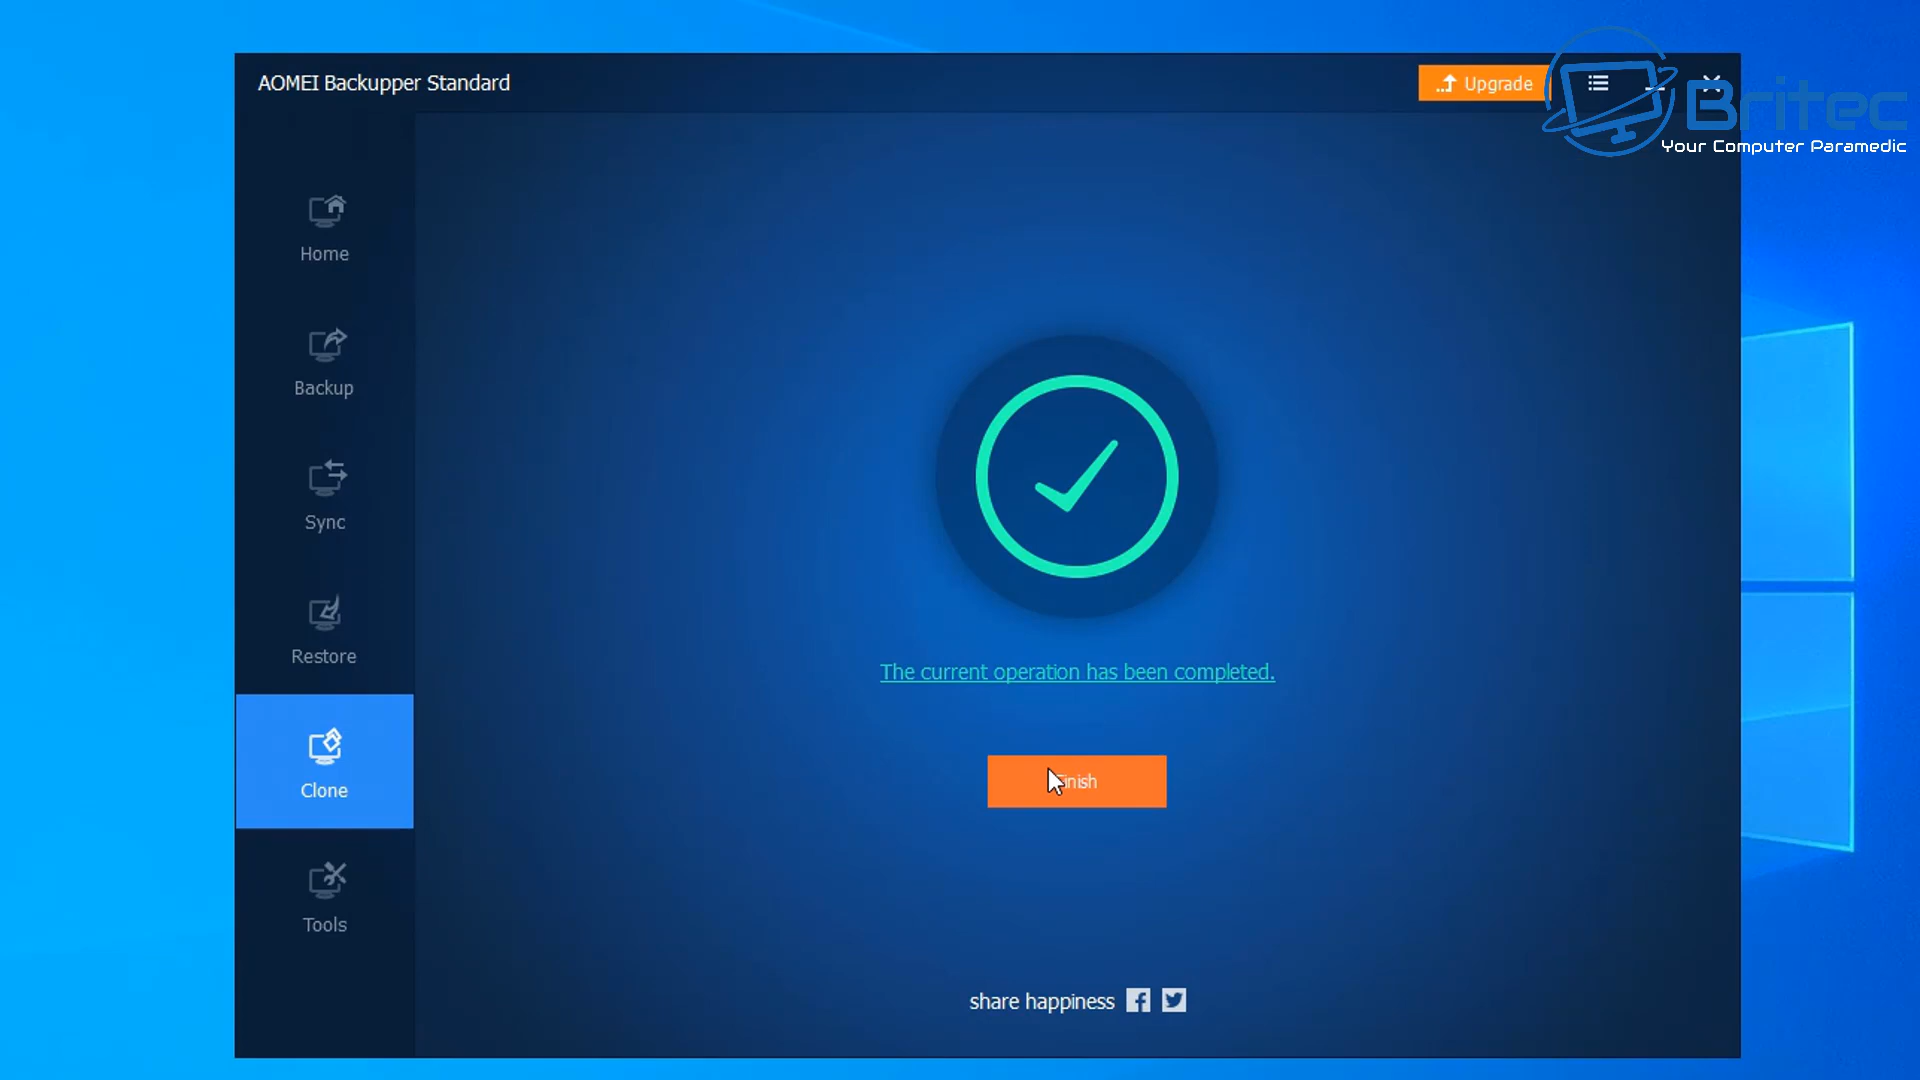 AOMEI Backupper Standard
Upgrade
Britec
Your Computer Paramedic
Home
Backup
Sync
Restore
Clone
Tools
The current operation has been completed.
Finish
share happiness